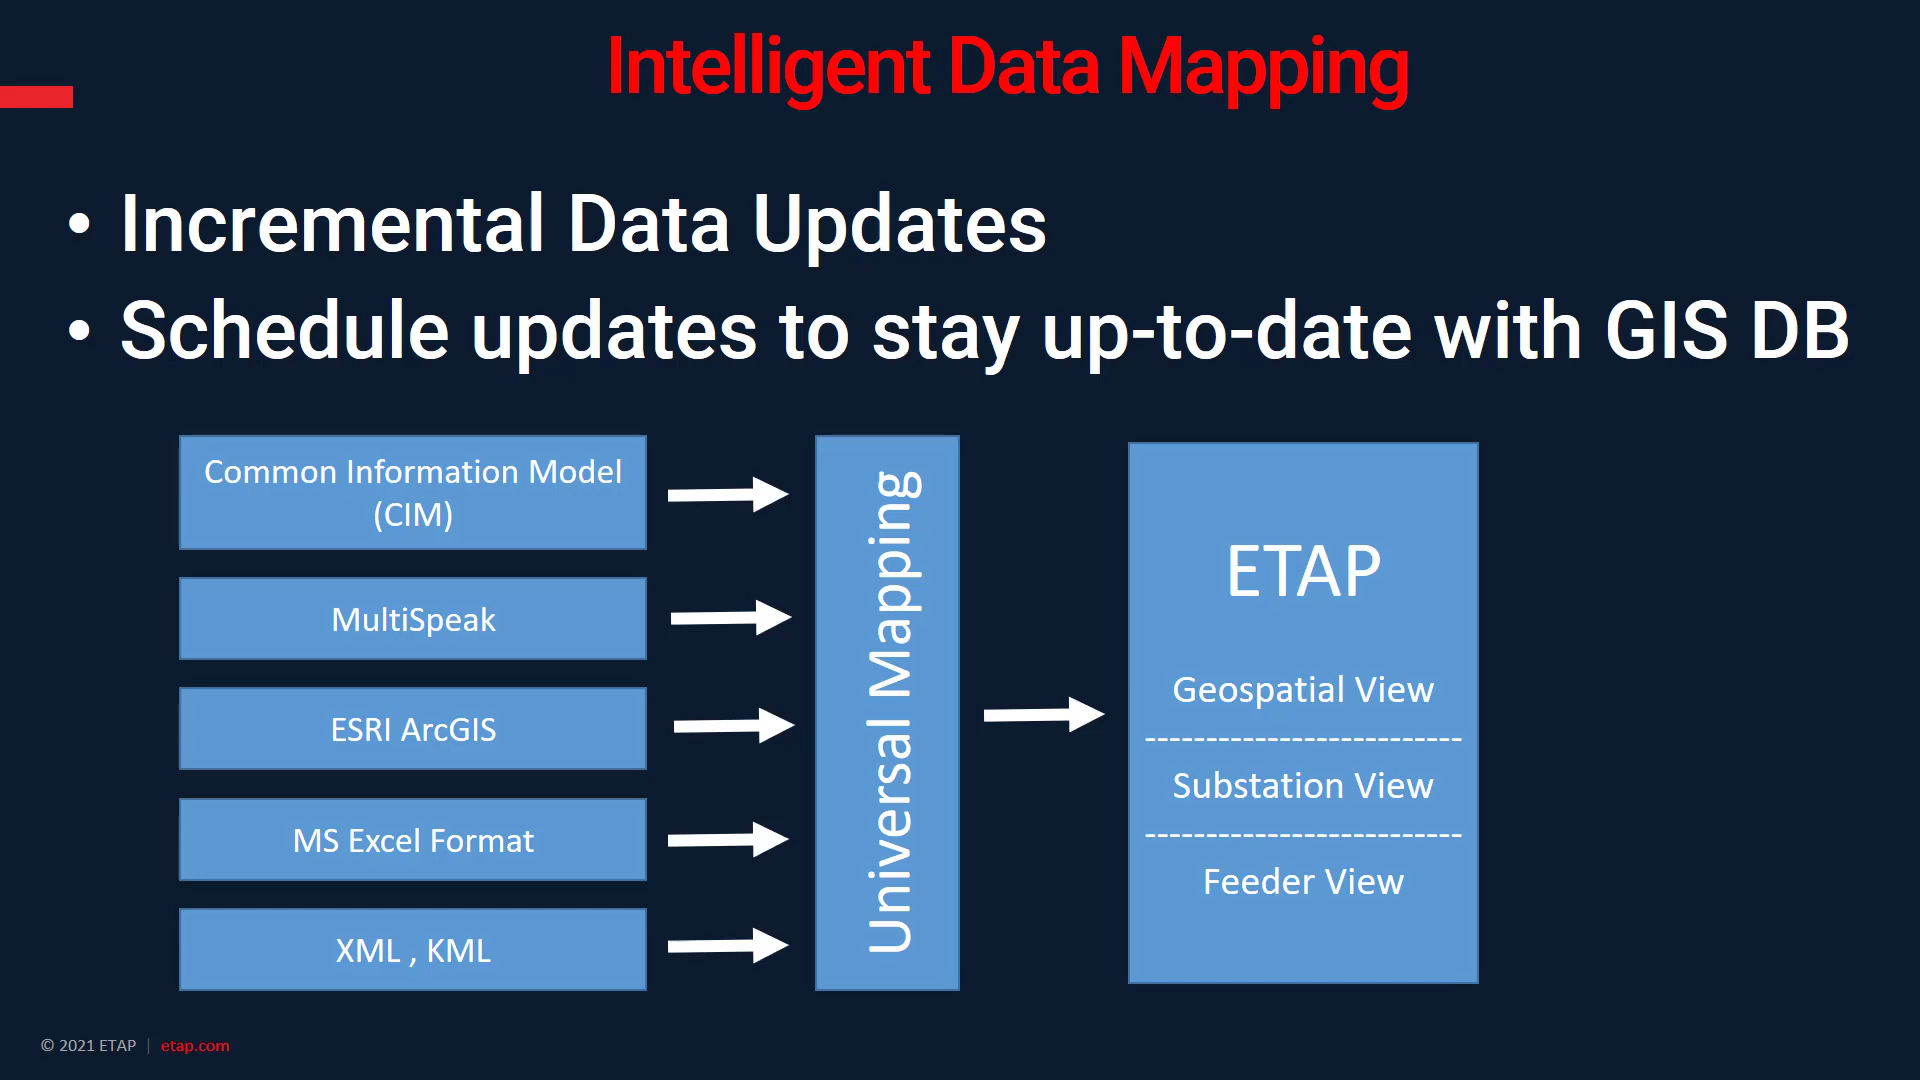 Intelligent Data Mapping
• Incremental Data Updates
• Schedule updates to stay up-to-date with GIS DB
Common Information Model
(CIM)
MultiSpeak
ESRI ArcGIS
MS Excel Format
XML , KML
Universal Mapping
ETAP
Geospatial View
--------------------------
Substation View
--------------------------
Feeder View
© 2021 ETAP | etap.com